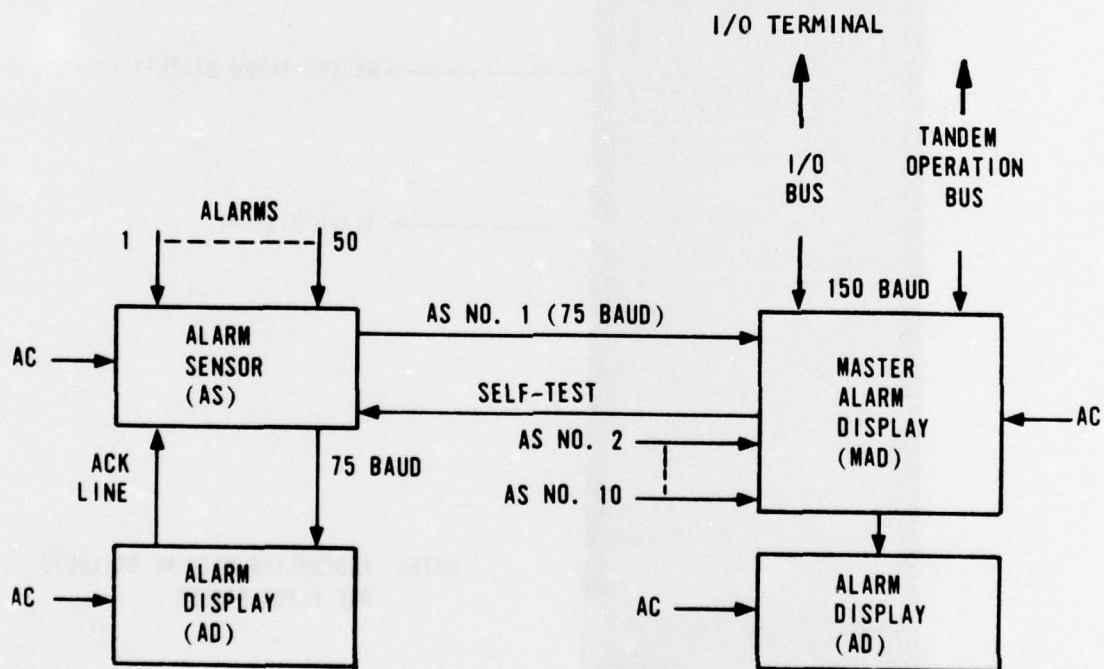 I/O TERMINAL
I/O
BUS
TANDEM
OPERATION
BUS
ALARMS
1
50
150 BAUD
AC
ALARM
SENSOR
(AS)
AS NO. 1 (75 BAUD)
SELF-TEST
AS NO. 2
AS NO. 10
MASTER
ALARM
DISPLAY
(MAD)
AC
ACK
LINE
75 BAUD
AC
ALARM
DISPLAY
(AD)
AC
ALARM
DISPLAY
(AD)